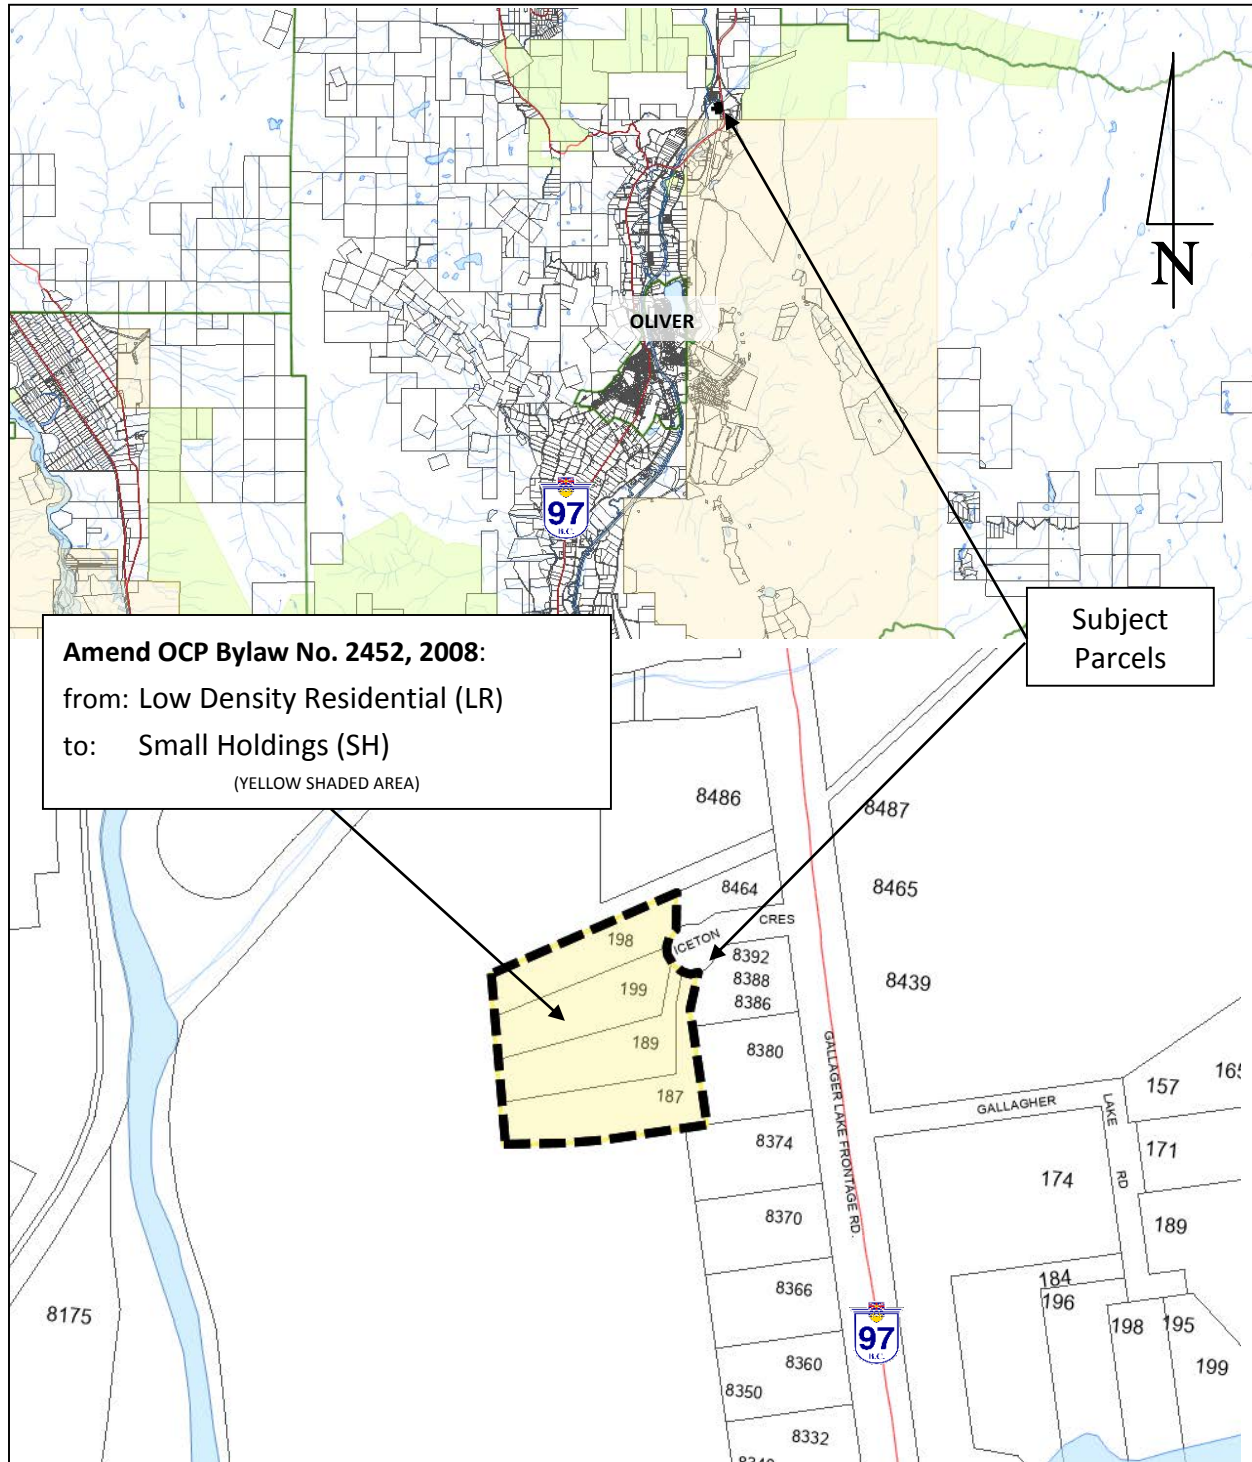 N
OLIVER
97
B.C.
Subject
Parcels
Amend OCP Bylaw No. 2452, 2008:
from: Low Density Residential (LR)
to: Small Holdings (SH)
(YELLOW SHADED AREA)
8486
8487
8464
8465
CRES
ICETON
198
8392
199
8388
8439
8386
189
8380
187
GALLAGER LAKE FRONTAGE RD.
GALLAGHER
LAKE
RD
157
165
8374
171
174
8370
189
8366
184
196
8175
97
B.C.
198
195
8360
199
8350
8332